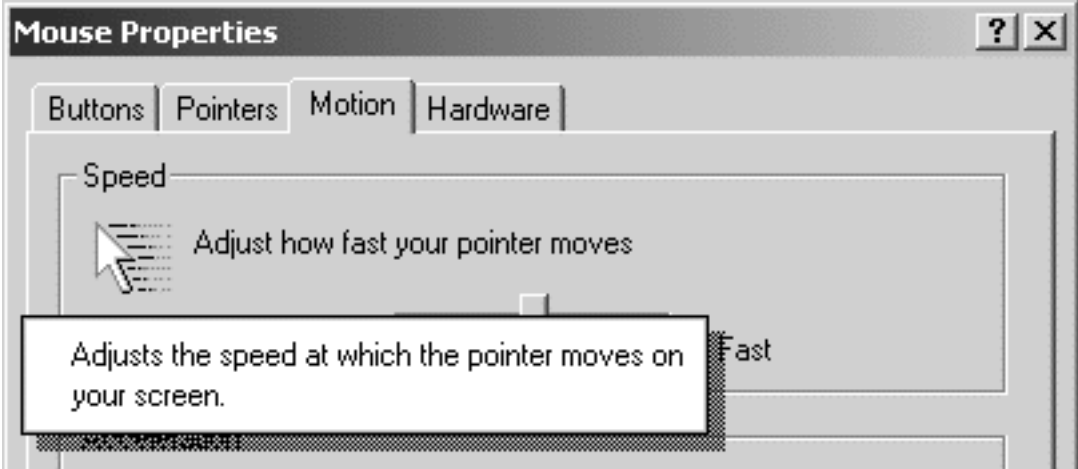 Mouse Properties
Buttons Pointers Motion Hardware
Speed
Adjust how fast your pointer moves
Fast
Adjusts the speed at which the pointer moves on
your screen.